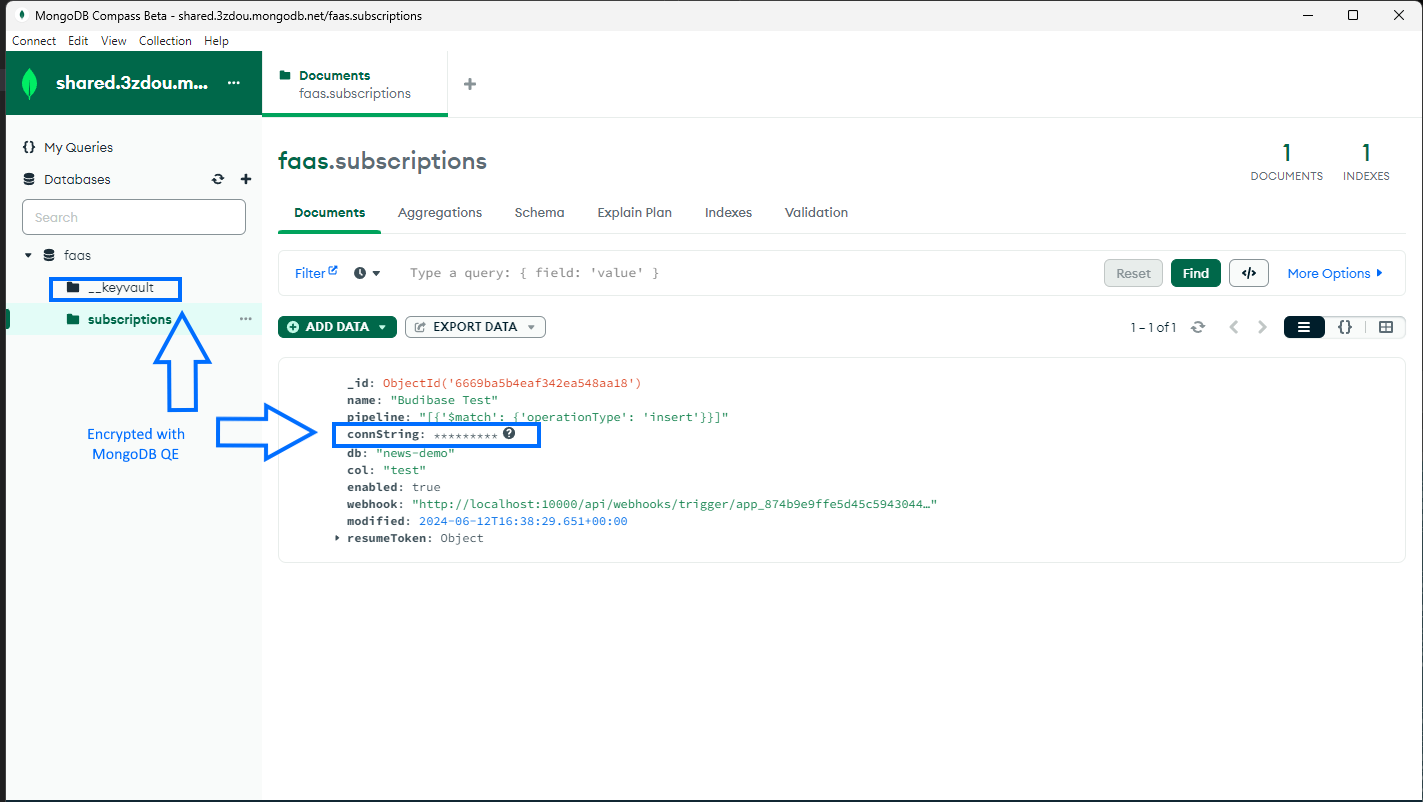 MongoDB Compass Beta - shared.3zdou.mongodb.net/faas.subscriptions
Connect Edit View Collection Help
shared.3zdou.m... ...
Documents
faas.subscriptions
+
{} My Queries
Databases
Search
faas
__keyvault
subscriptions ...
Encrypted with
MongoDB QE
faas.subscriptions
1 DOCUMENTS
1 INDEXES
Documents Aggregations Schema Explain Plan Indexes Validation
Filter Type a query: { field: 'value' } Reset Find </> More Options
ADD DATA EXPORT DATA 1 – 1 of 1 {}
_id: ObjectId('6669ba5b4eaf342ea548aa18')
name: "Budibase Test"
pipeline: "[{'$match': {'operationType': 'insert'}}]"
connString: ********* ?
db: "news-demo"
col: "test"
enabled: true
webhook: "http://localhost:10000/api/webhooks/trigger/app_874b9e9ffe5d45c5943044…"
modified: 2024-06-12T16:38:29.651+00:00
resumeToken: Object